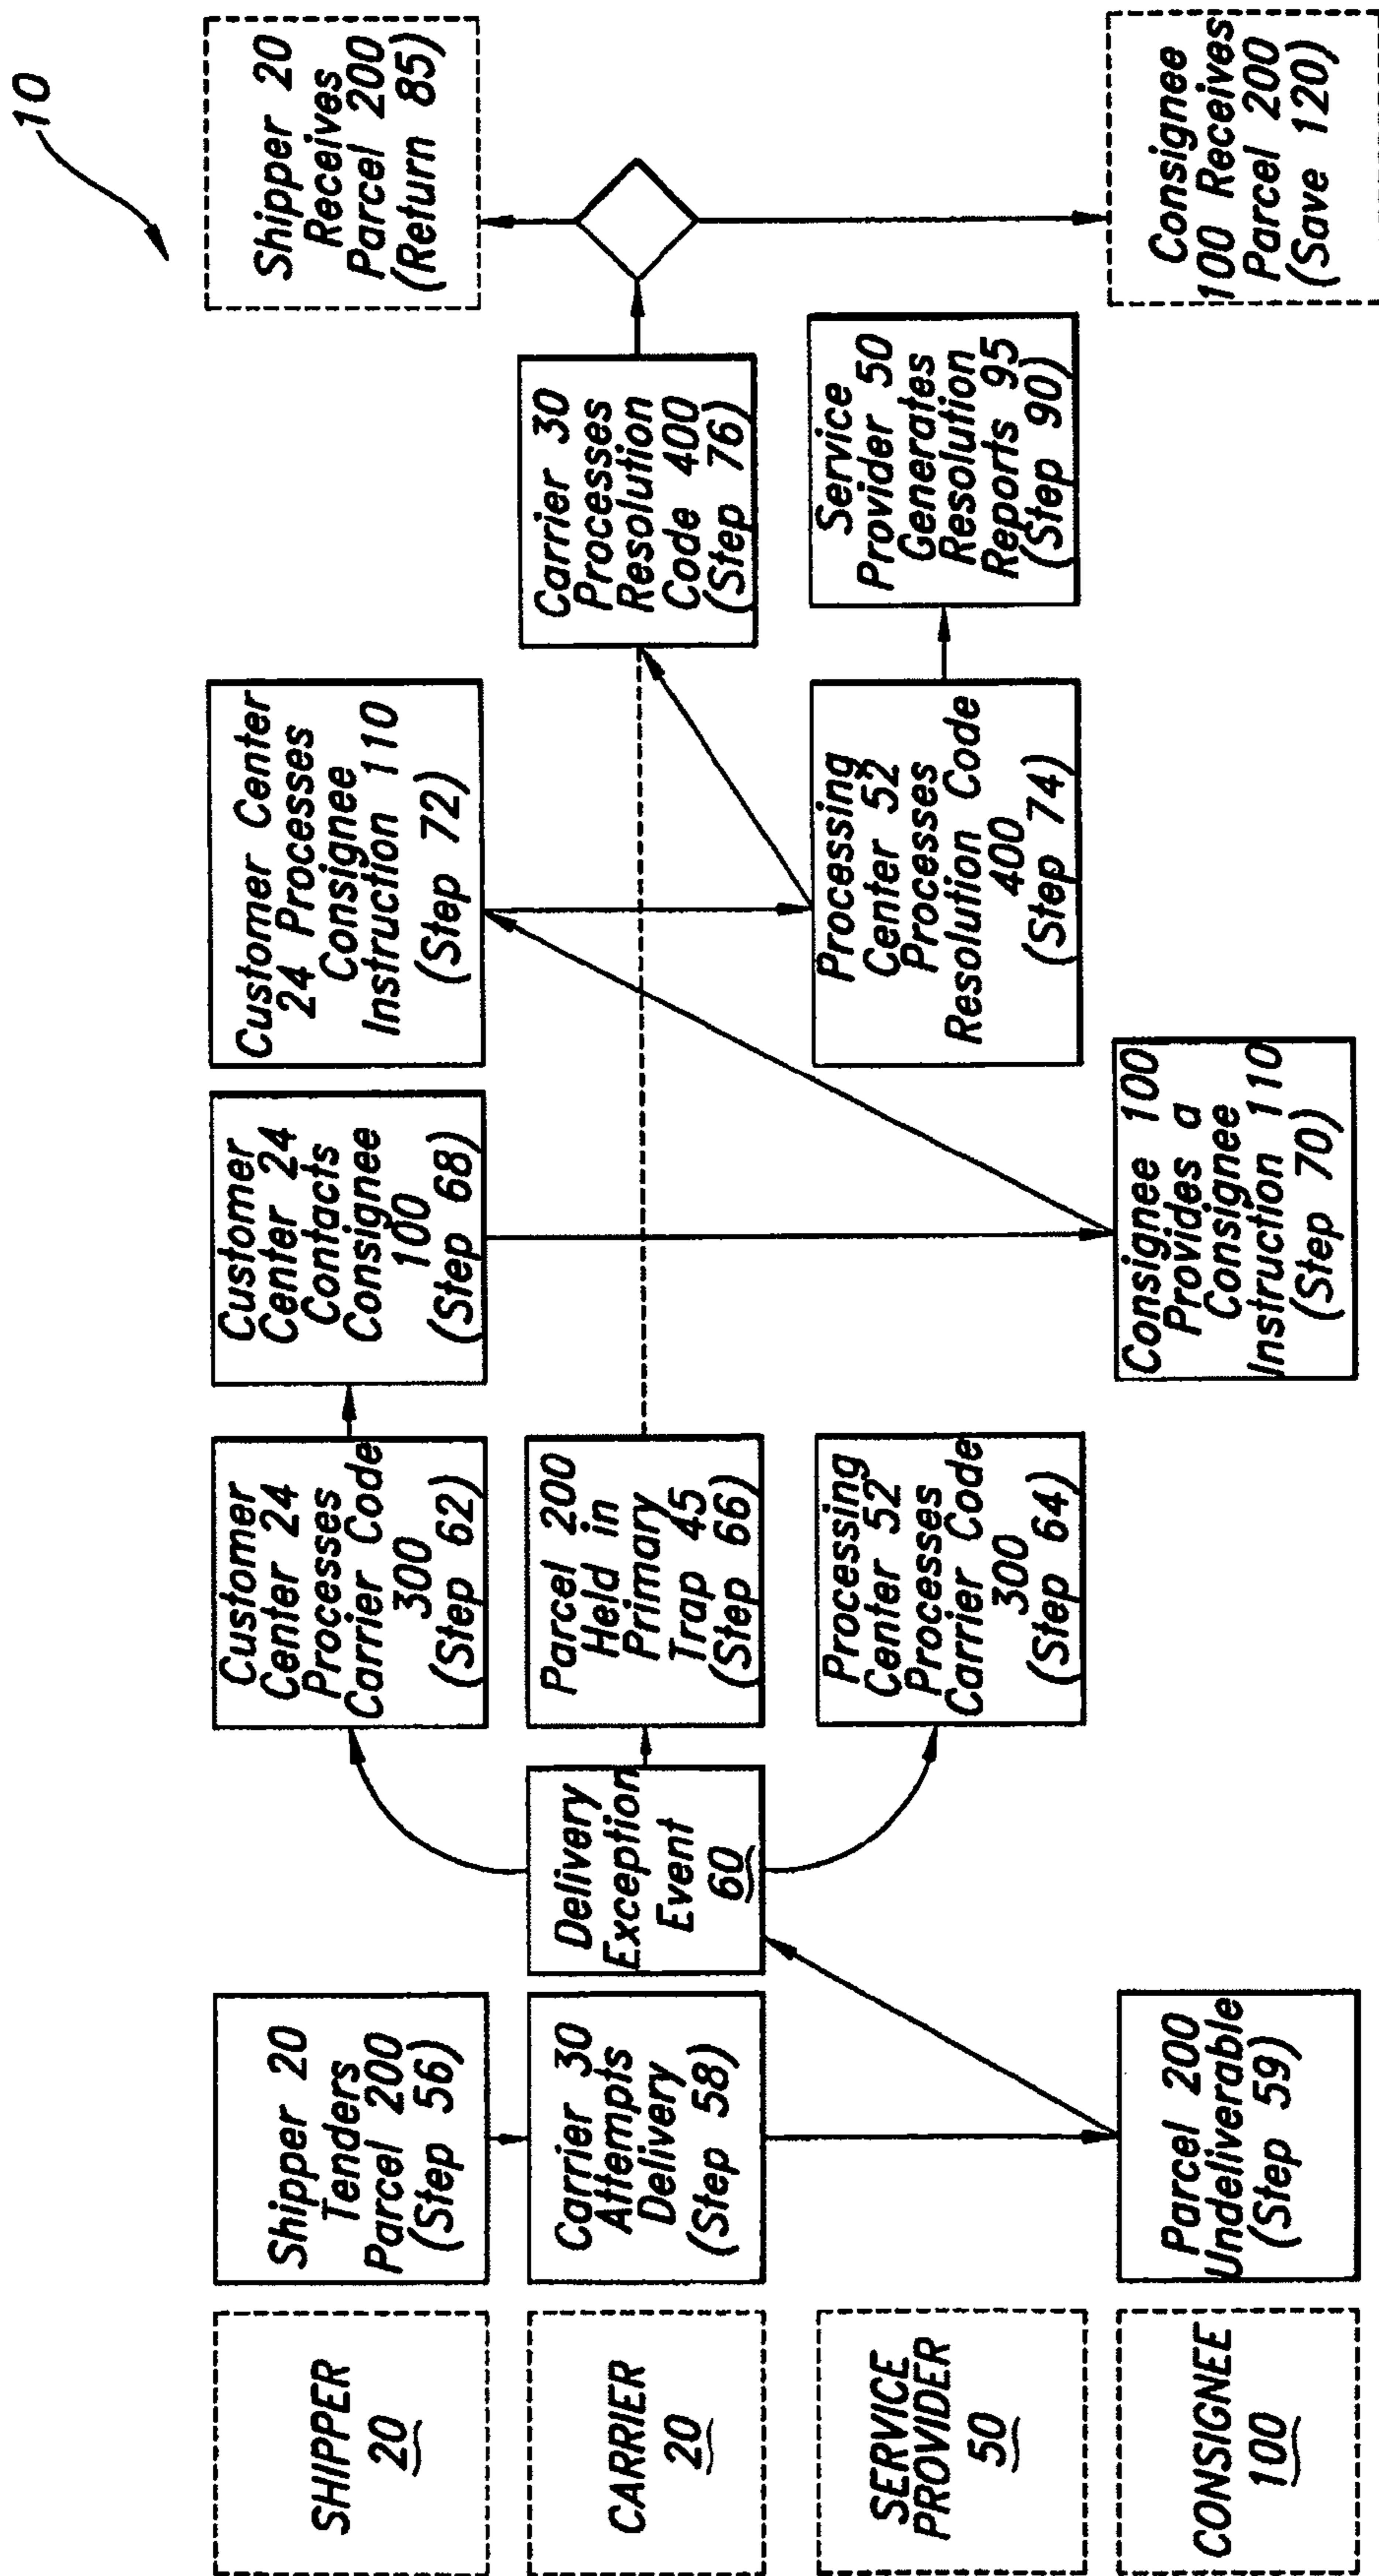 10
SHIPPER
20
Shipper 20
Tenders
Parcel 200
(Step 56)
Customer
Center 24
Processes
Carrier Code
300
(Step 62)
Customer
Center 24
Contacts
Consignee
100
(Step 68)
Customer Center
24 Processes
Consignee
Instruction 110
(Step 72)
Shipper 20
Receives
Parcel 200
(Return 85)
CARRIER
20
Carrier 30
Attempts
Delivery
(Step 58)
Delivery
Exception
Event
60
Parcel 200
Held in
Primary
Trap 45
(Step 66)
Carrier 30
Processes
Resolution
Code 400
(Step 76)
SERVICE
PROVIDER
50
Processing
Center 52
Processes
Carrier Code
300
(Step 64)
Processing
Center 52
Processes
Resolution Code
400
(Step 74)
Service
Provider 50
Generates
Resolution
Reports 95
(Step 90)
CONSIGNEE
100
Parcel 200
Undeliverable
(Step 59)
Consignee 100
Provides a
Consignee
Instruction 110
(Step 70)
Consignee
100 Receives
Parcel 200
(Save 120)